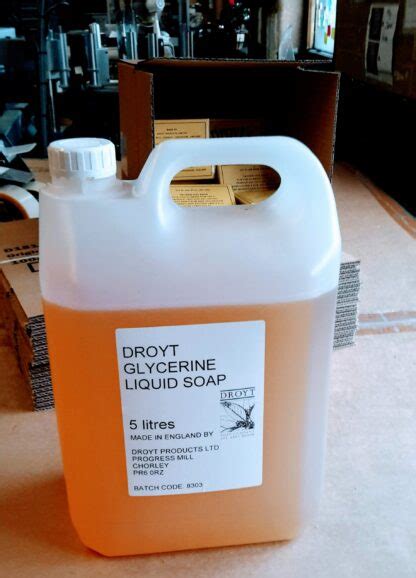 DROYT
GLYCERINE
LIQUID SOAP
DROYT
5 litres
MADE IN ENGLAND BY
DROYT PRODUCTS LTD
PROGRESS MILL
CHORLEY
PR6 0RZ
BATCH CODE 8303